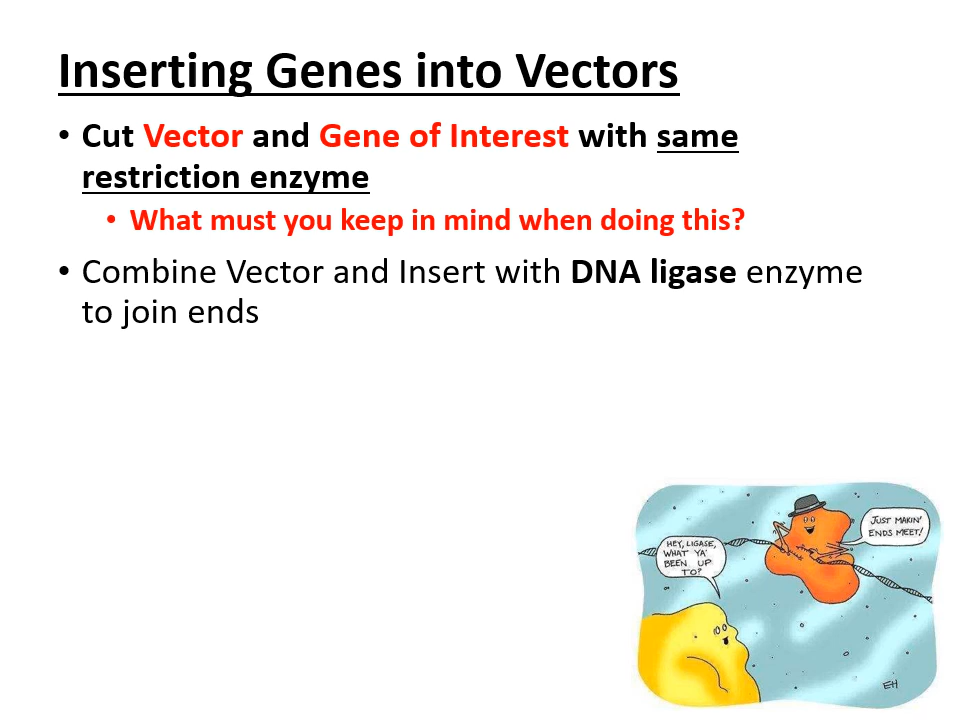 Inserting Genes into Vectors
• Cut Vector and Gene of Interest with same
restriction enzyme
• What must you keep in mind when doing this?
• Combine Vector and Insert with DNA ligase enzyme
to join ends
JUST MAKIN'
ENDS MEET!
HEY, LIGASE,
WHAT YA'
BEEN UP
TO?
EH